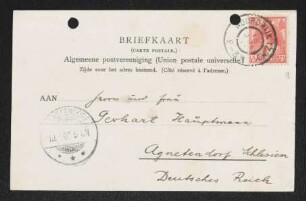 BRIEFKAART
(CARTE POSTALE.)
Algemeene postvereeniging (Union postale universelle)
Zijde voor het adres bestemd. (Côté réservé à l'adresse.)
AAN Herrn und Frau
Gerhart Hauptmann
Agnetendorf Schlesien
Deutsches Reich